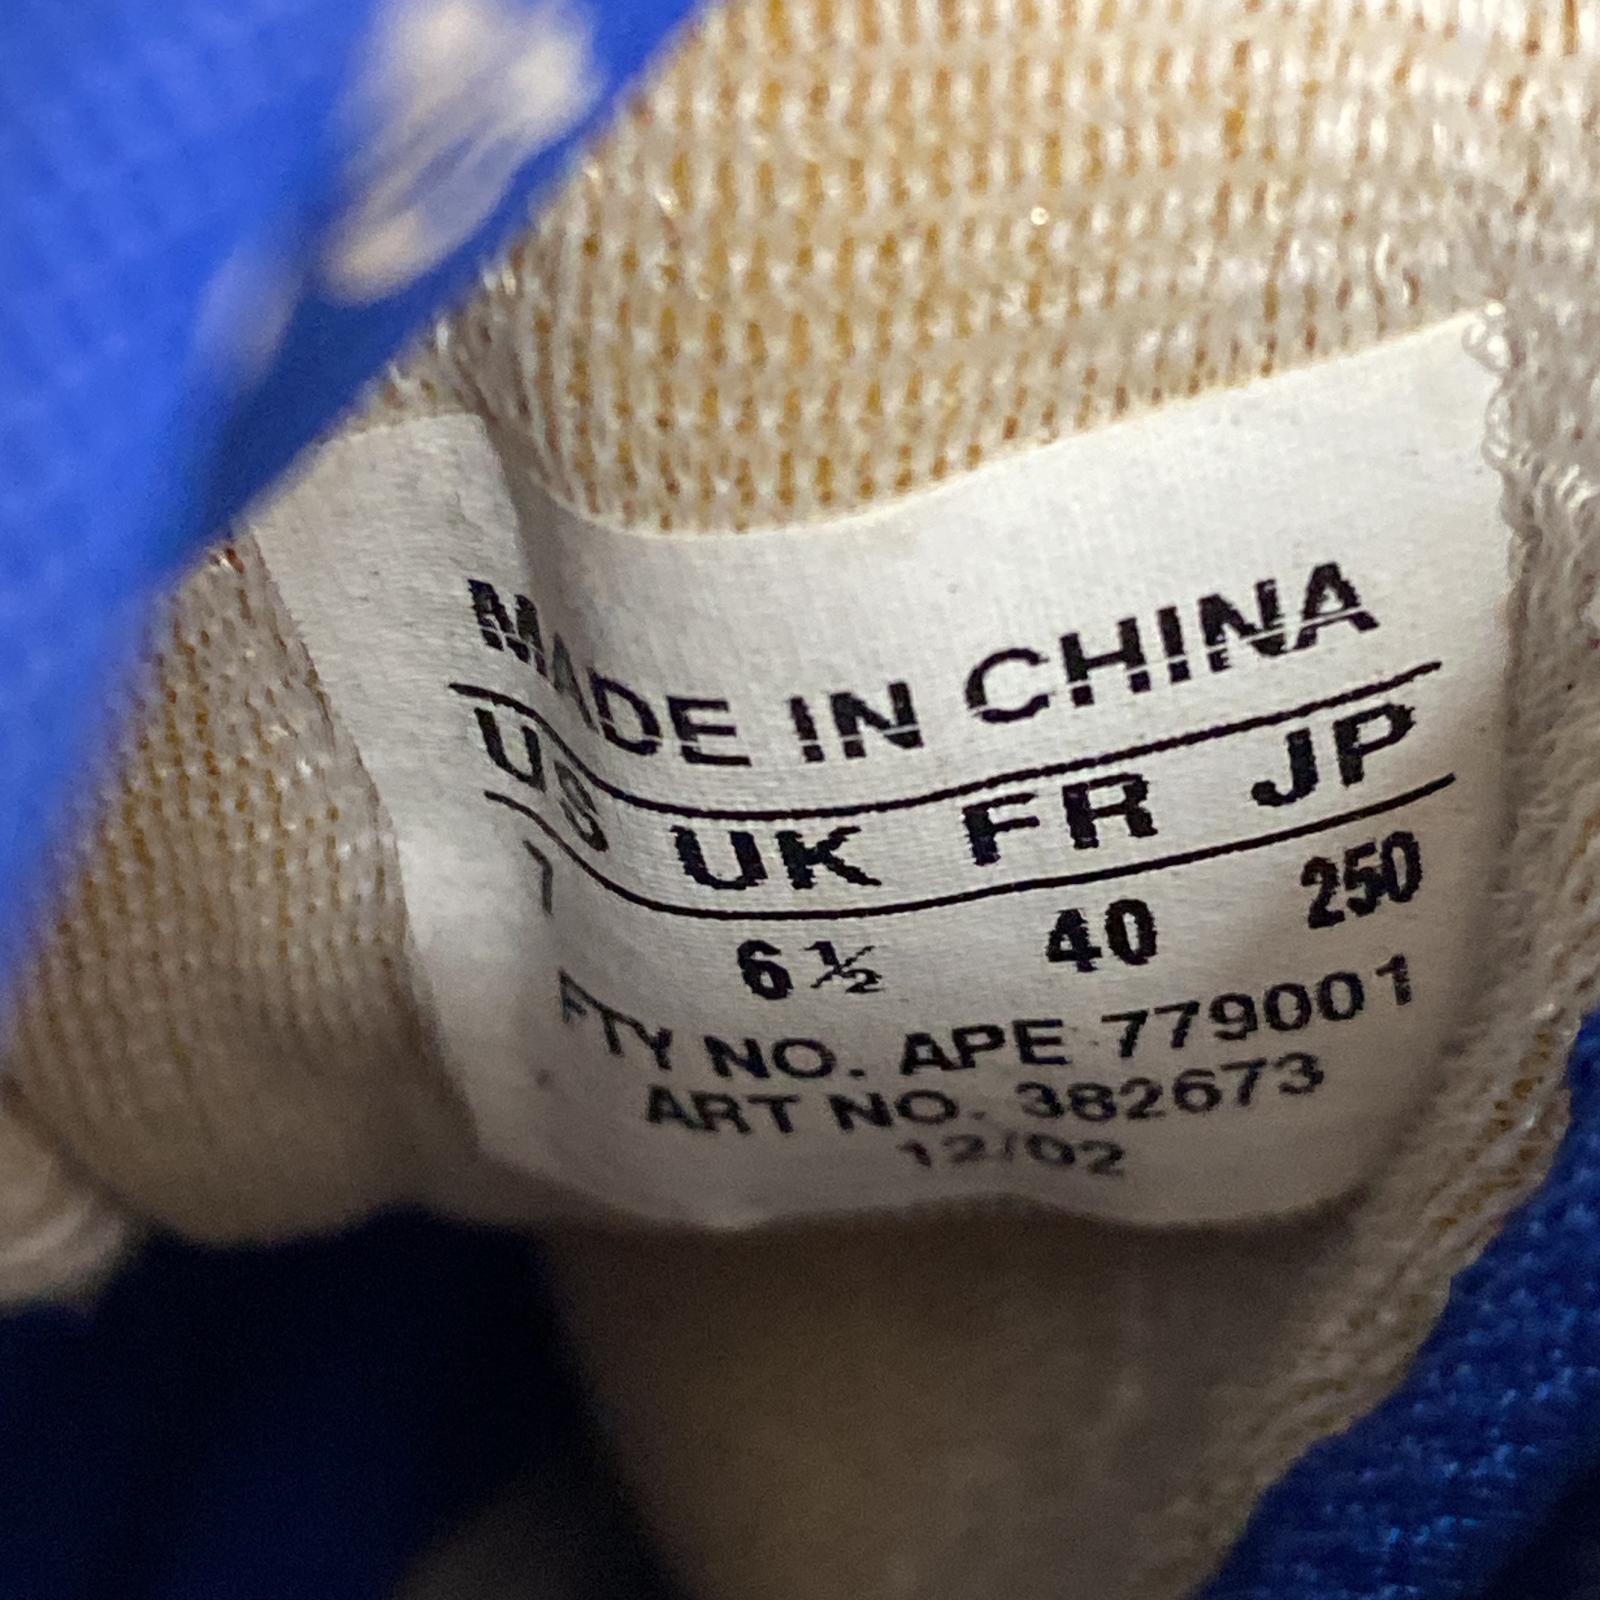 MADE IN CHINA
US UK FR JP
7 6½ 40 250
FTY NO. APE 779001
ART NO. 382673
12/02